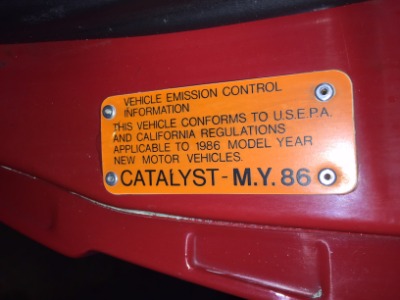 VEHICLE EMISSION CONTROL
INFORMATION
THIS VEHICLE CONFORMS TO U.S.E.P.A.
AND CALIFORNIA REGULATIONS
APPLICABLE TO 1986 MODEL YEAR
NEW MOTOR VEHICLES.
CATALYST - M.Y. 86